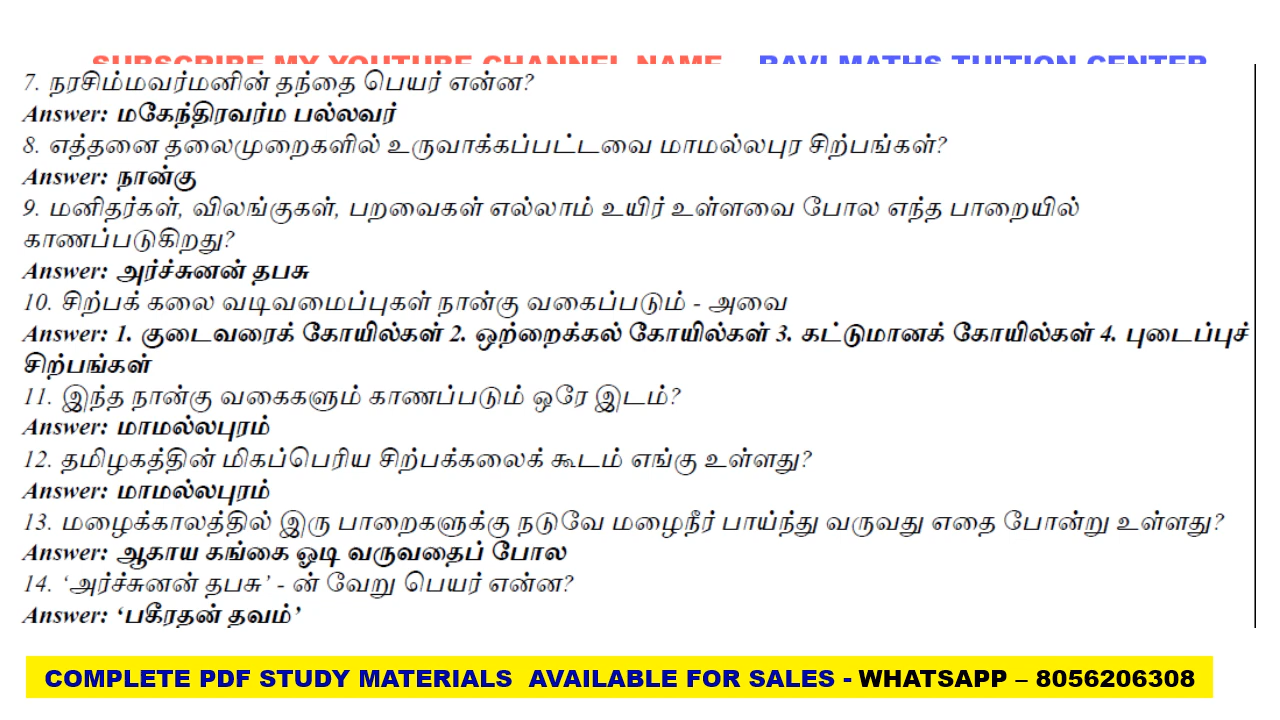 SUBSCRIBE MY YOUTUBE CHANNEL NAME RAVI MATHS TUITION CENTER
7. நரசிம்மவர்மனின் தந்தை பெயர் என்ன?
Answer: மகேந்திரவர்ம பல்லவர்
8. எத்தனை தலைமுறைகளில் உருவாக்கப்பட்டவை மாமல்லபுர சிற்பங்கள்?
Answer: நான்கு
9. மனிதர்கள், விலங்குகள், பறவைகள் எல்லாம் உயிர் உள்ளவை போல எந்த பாறையில்
காணப்படுகிறது?
Answer: அர்ச்சுனன் தபசு
10. சிற்பக் கலை வடிவமைப்புகள் நான்கு வகைப்படும் - அவை
Answer: 1. குடைவரைக் கோயில்கள் 2. ஒற்றைக்கல் கோயில்கள் 3. கட்டுமானக் கோயில்கள் 4. புடைப்புச்
சிற்பங்கள்
11. இந்த நான்கு வகைகளும் காணப்படும் ஒரே இடம்?
Answer: மாமல்லபுரம்
12. தமிழகத்தின் மிகப்பெரிய சிற்பக்கலைக் கூடம் எங்கு உள்ளது?
Answer: மாமல்லபுரம்
13. மழைக்காலத்தில் இரு பாறைகளுக்கு நடுவே மழைநீர் பாய்ந்து வருவது எதை போன்று உள்ளது?
Answer: ஆகாய கங்கை ஓடி வருவதைப் போல
14. ‘அர்ச்சுனன் தபசு’ - ன் வேறு பெயர் என்ன?
Answer: ‘பகீரதன் தவம்’
COMPLETE PDF STUDY MATERIALS AVAILABLE FOR SALES - WHATSAPP – 8056206308